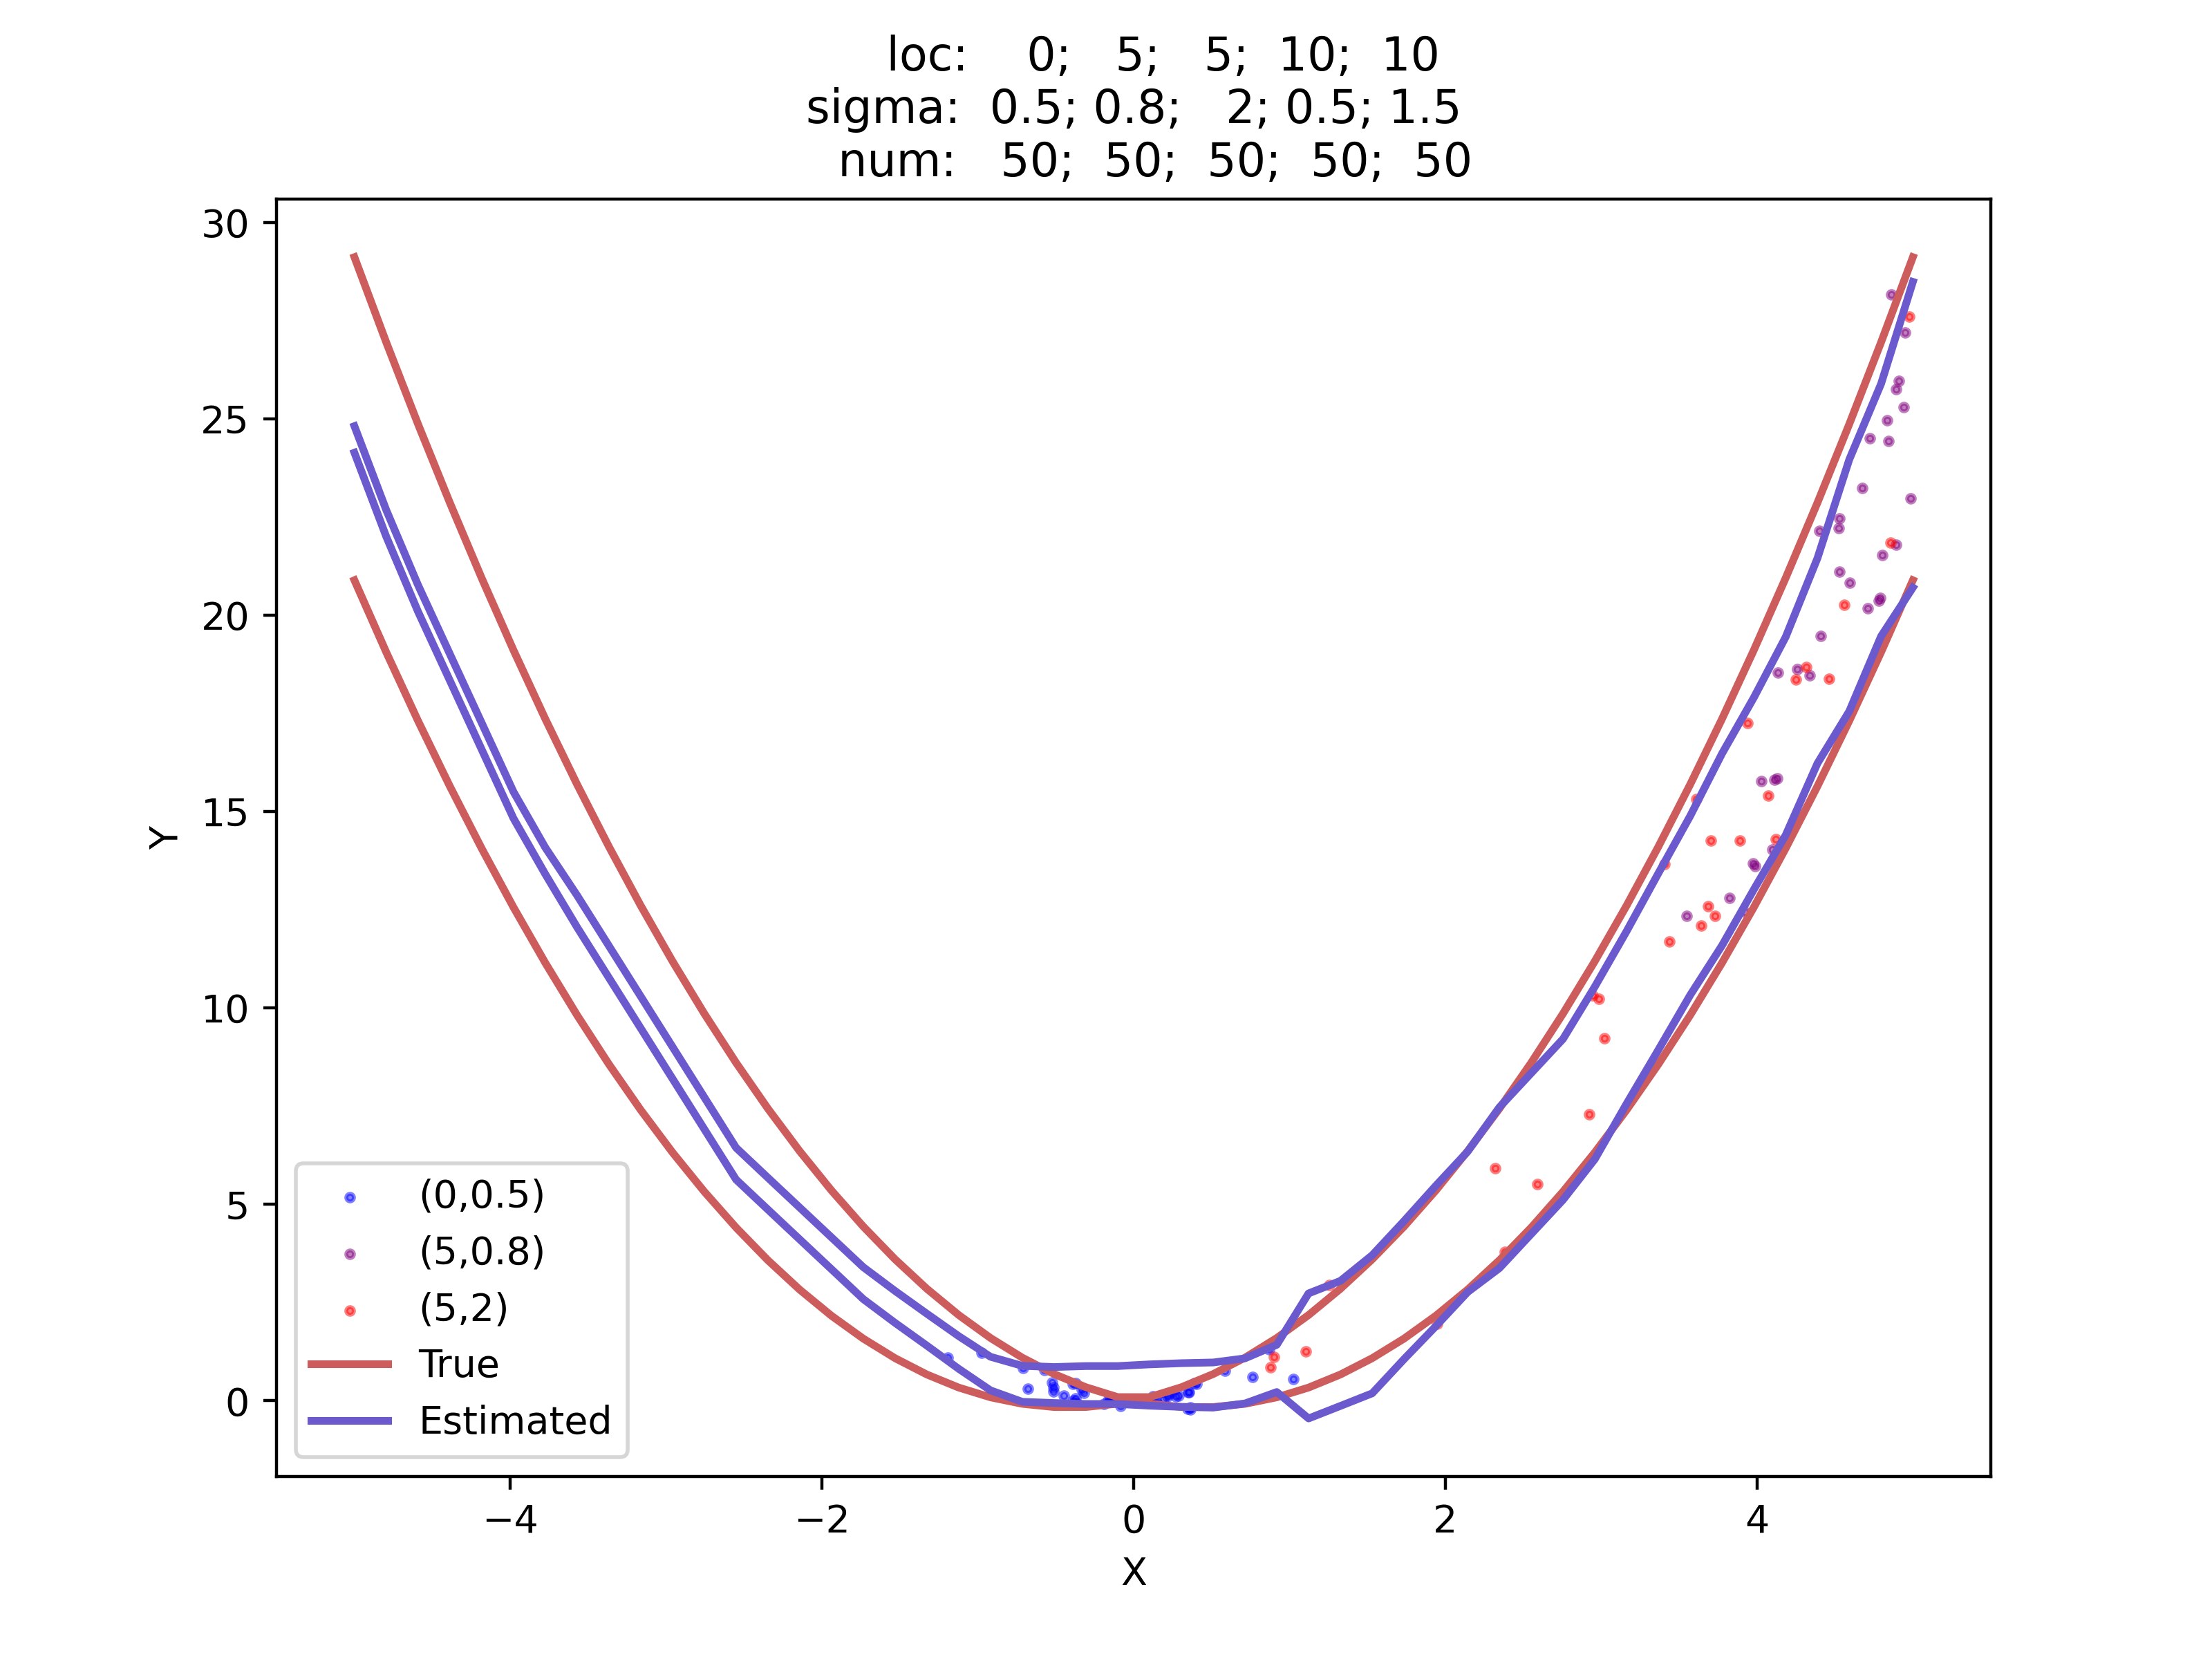 loc: 0; 5; 5; 10; 10
sigma: 0.5; 0.8; 2; 0.5; 1.5
num: 50; 50; 50; 50; 50
30
25
20
15
10
5
0
Y
(0,0.5)
(5,0.8)
(5,2)
True
Estimated
−4
−2
0
2
4
X